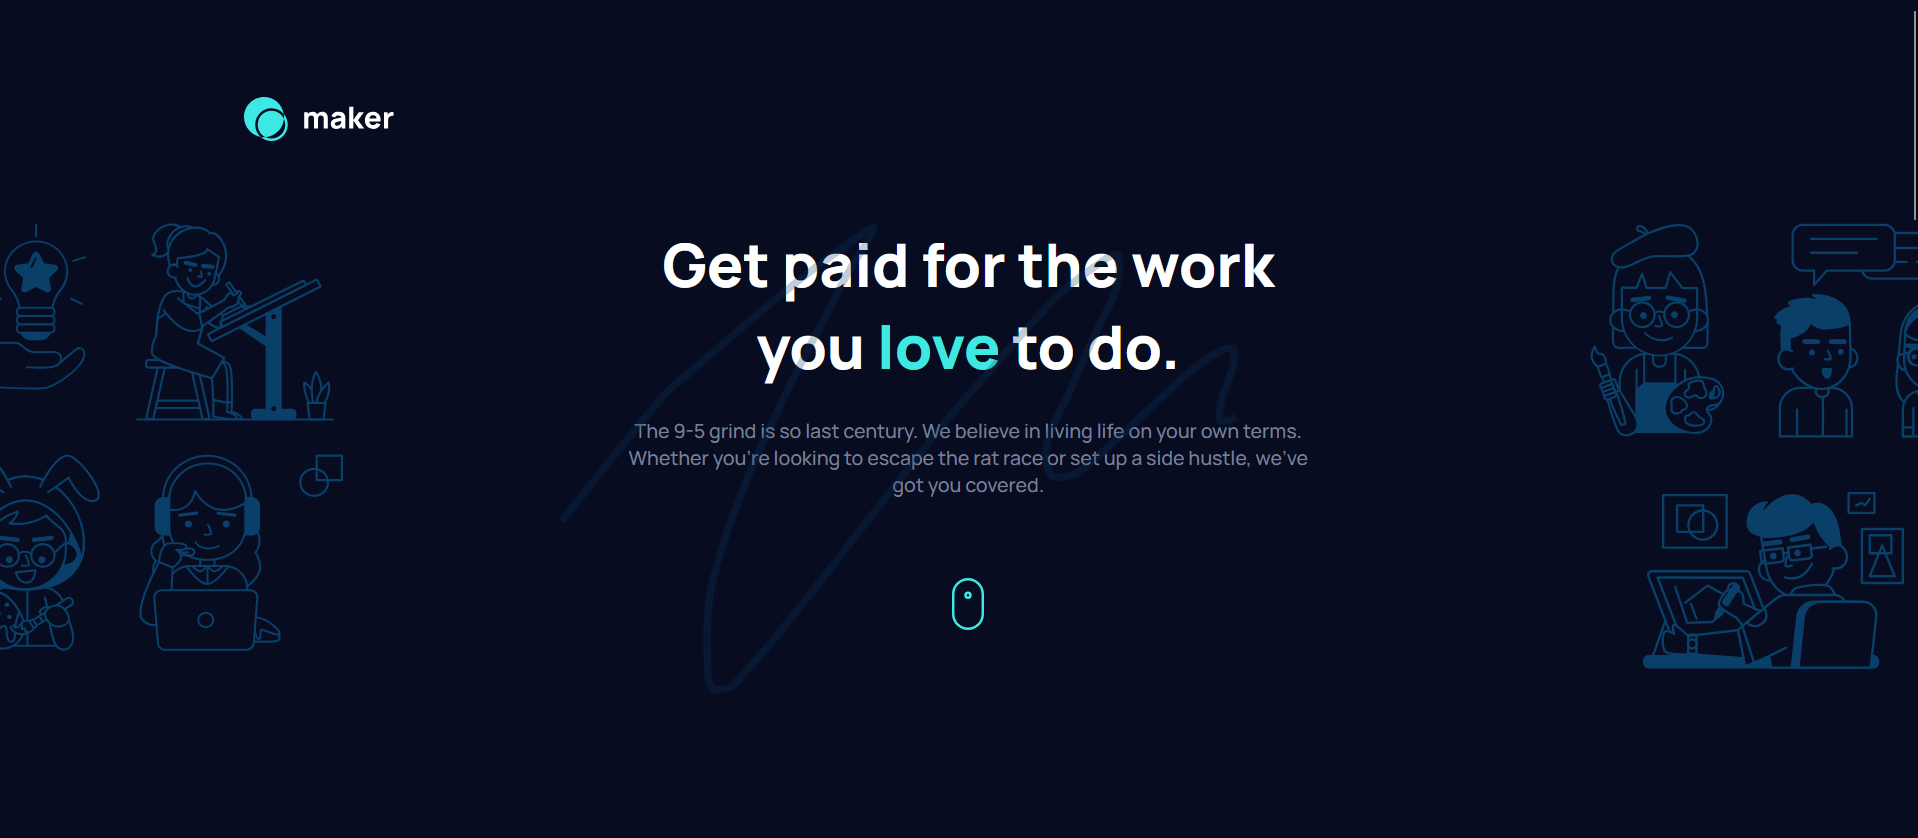 maker
Get paid for the work
you love to do.
The 9-5 grind is so last century. We believe in living life on your own terms.
Whether you’re looking to escape the rat race or set up a side hustle, we’ve
got you covered.